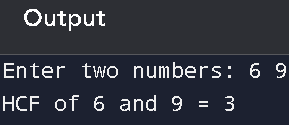 Output
Enter two numbers: 6 9
HCF of 6 and 9 = 3